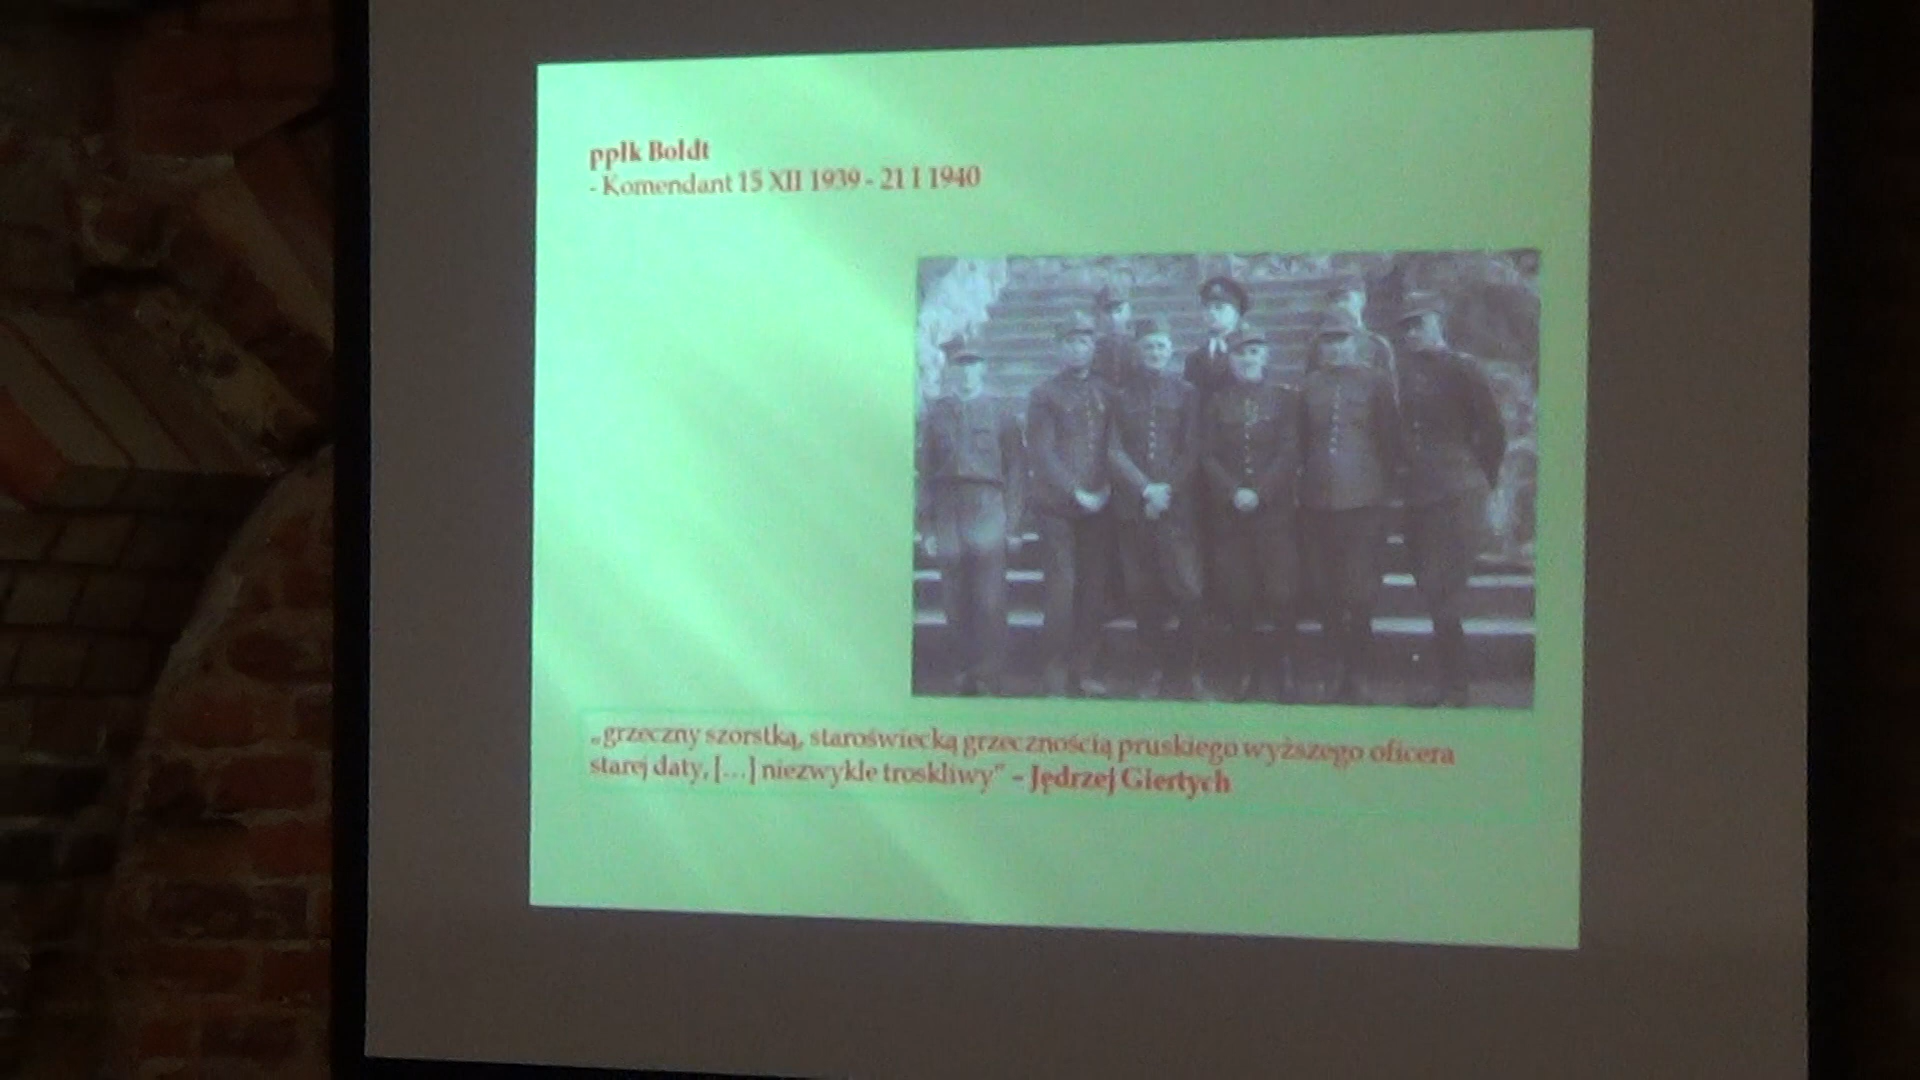 ppłk Boldt
- Komendant 15 XII 1939 - 21 I 1940
„grzeczny szorstką, staroświecką grzecznością pruskiego wyższego oficera
starej daty, [...] niezwykle troskliwy" – Jędrzej Giertych